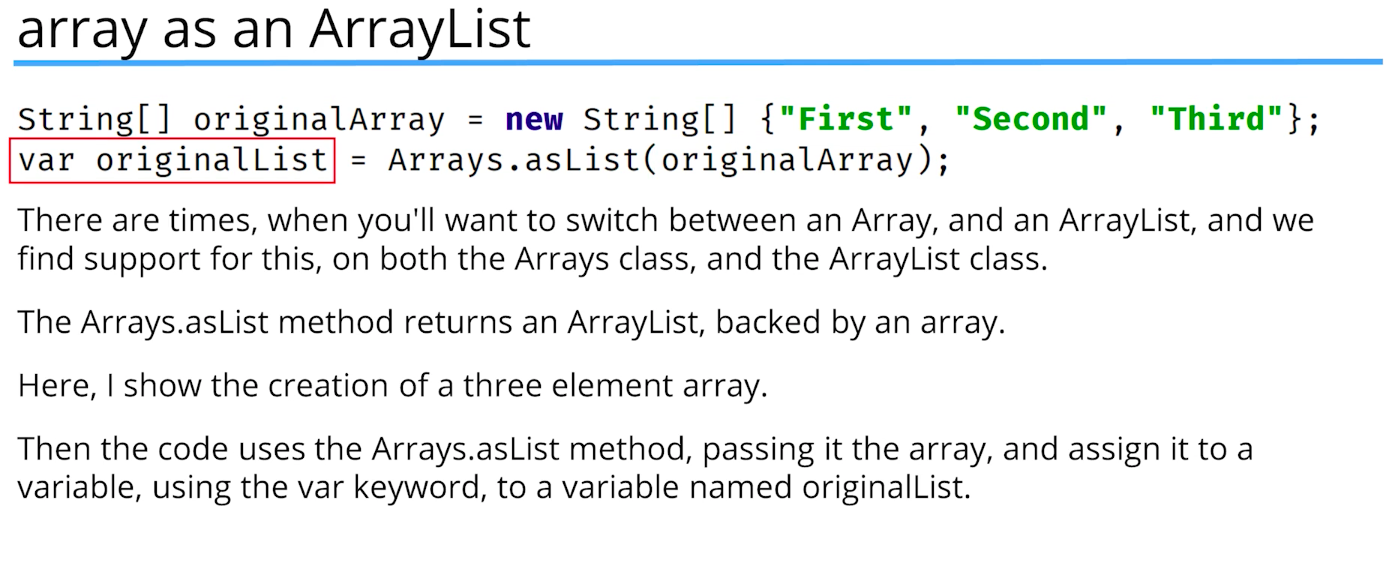 array as an ArrayList
String[] originalArray = new String[] {"First", "Second", "Third"};
var originalList = Arrays.asList(originalArray);
There are times, when you'll want to switch between an Array, and an ArrayList, and we
find support for this, on both the Arrays class, and the ArrayList class.
The Arrays.asList method returns an ArrayList, backed by an array.
Here, I show the creation of a three element array.
Then the code uses the Arrays.asList method, passing it the array, and assign it to a
variable, using the var keyword, to a variable named originalList.